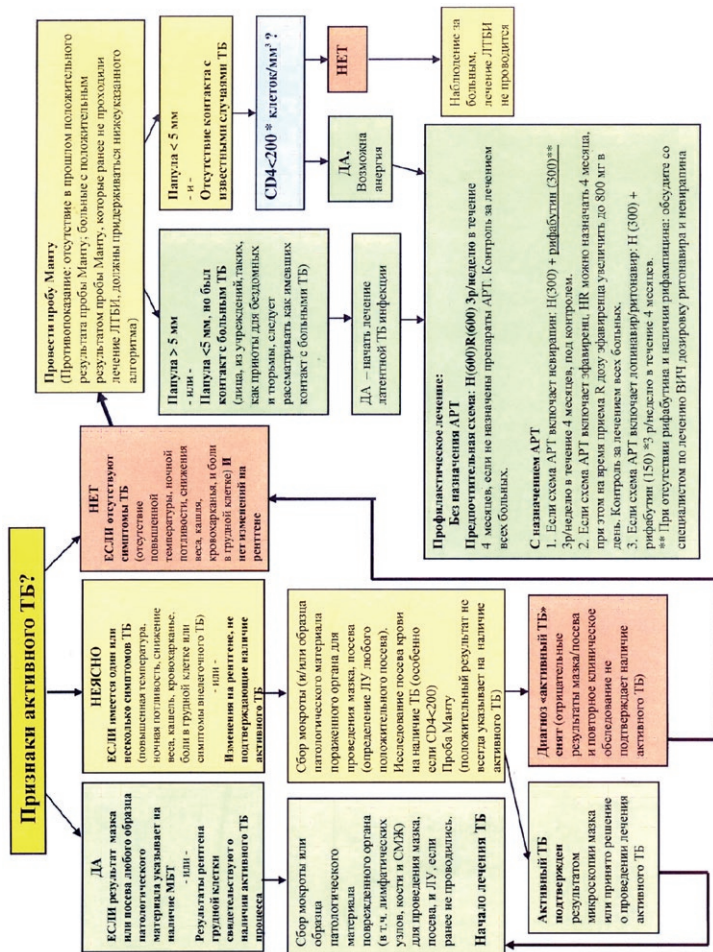 Признаки активного ТБ?
ДА
ЕСЛИ результат мазка
или посева любого образца
патологического
материала указывает на
наличие МБТ
- или -
Результаты рентгена
грудной клетки
свидетельствуют о
наличии активного ТБ
процесса
НЕЯСНО
ЕСЛИ имеется один или
несколько симптомов ТБ
(повышенная температура,
ночная потливость, снижение
веса, кашель, кровохарканье,
боли в грудной клетке или
симптомы внелегочного ТБ)
- или -
Изменения на рентгене, не
подтверждающие наличие
активного ТБ
НЕТ
ЕСЛИ отсутствуют
симптомы ТБ
(отсутствие
повышенной
температуры, ночной
потливости, снижения
веса, кашля,
кровохарканья, и боли
в грудной клетке) И
нет изменений на
рентгене
Провести пробу Манту
(Противопоказание: отсутствие в прошлом положительного
результата пробы Манту; больные с положительным
результатом пробы Манту, которые ранее не проходили
лечение ЛТБИ, должны придерживаться нижеуказанного
алгоритма)
Сбор мокроты или
образца
патологического
материала
поврежденного органа
(в т.ч. лимфатических
узлов, кости и СМЖ)
для проведения мазка,
посева, и ЛУ, если
ранее не проводились.
Начало лечения ТБ
Сбор мокроты (и/или образца
патологического материала
пораженного органа для
проведения мазка, посева
(определение ЛУ любого
положительного посева).
Исследование посева крови
на наличие ТБ (особенно
если CD4<200)
Проба Манту
(положительный результат не
всегда указывает на наличие
активного ТБ)
Папула > 5 мм
- или -
Папула <5 мм, но был
контакт с больным ТБ
(лица, из учреждений, таких,
как приюты для бездомных
и тюрьмы, следует
рассматривать как имевших
контакт с больными ТБ)
Папула < 5 мм
- и -
Отсутствие контакта с
известными случаями ТБ
CD4<200 * клеток/мм³ ?
ДА – начать лечение
латентной ТБ инфекции
ДА,
Возможна
анергия
НЕТ
Наблюдение за
больным,
лечение ЛТБИ
не проводится
Активный ТБ
подтвержден
результатом
микроскопии мазка
или принято решение
о проведении лечения
активного ТБ
Диагноз «активный ТБ»
снят (отрицательные
результаты мазка/посева
и повторное клиническое
обследование не
подтверждает наличие
активного ТБ)
Профилактическое лечение:
Без назначения АРТ
Предпочтительная схема: H(600)R(600) 3р/неделю в течение
4 месяцев, если не назначены препараты АРТ. Контроль за лечением
всех больных.
С назначением АРТ
1. Если схема АРТ включает невирапин: H(300) + рифабутин (300)**
3р/неделю в течение 4 месяцев, под контролем.
2. Если схема АРТ включает эфавиренц, HR можно назначать 4 месяца,
при этом на время приема R дозу эфавиренца увеличить до 800 мг в
день. Контроль за лечением всех больных.
3. Если схема АРТ включает лопинавир/ритонавир: H (300) +
рифабутин (150) *3 р/неделю в течение 4 месяцев.
** При отсутствии рифабутина и наличии рифампицина: обсудите со
специалистом по лечению ВИЧ дозировку ритонавира и невирапина